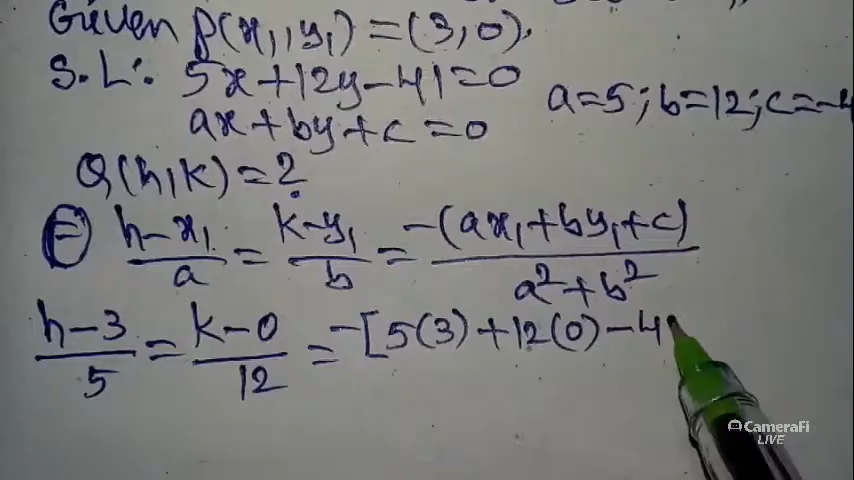 Given P(x₁, y₁) = (3, 0).
S.L: 5x+12y-41=0
ax+by+c=0
a=5; b=12; c=-4
Q(h,k)=?
(F) h-x₁/a = k-y₁/b = -(ax₁+by₁+c)/a²+b²
h-3/5 = k-0/12 = -[5(3)+12(0)-4
CameraFi
LIVE